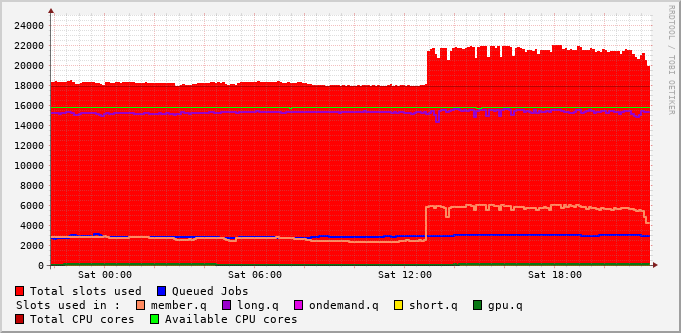 24000
22000
20000
18000
16000
14000
12000
10000
8000
6000
4000
2000
0
Sat 00:00 Sat 06:00 Sat 12:00 Sat 18:00
RRDTOOL / TOBI OETIKER
Total slots used Queued Jobs
Slots used in : member.q long.q ondemand.q short.q gpu.q
Total CPU cores Available CPU cores